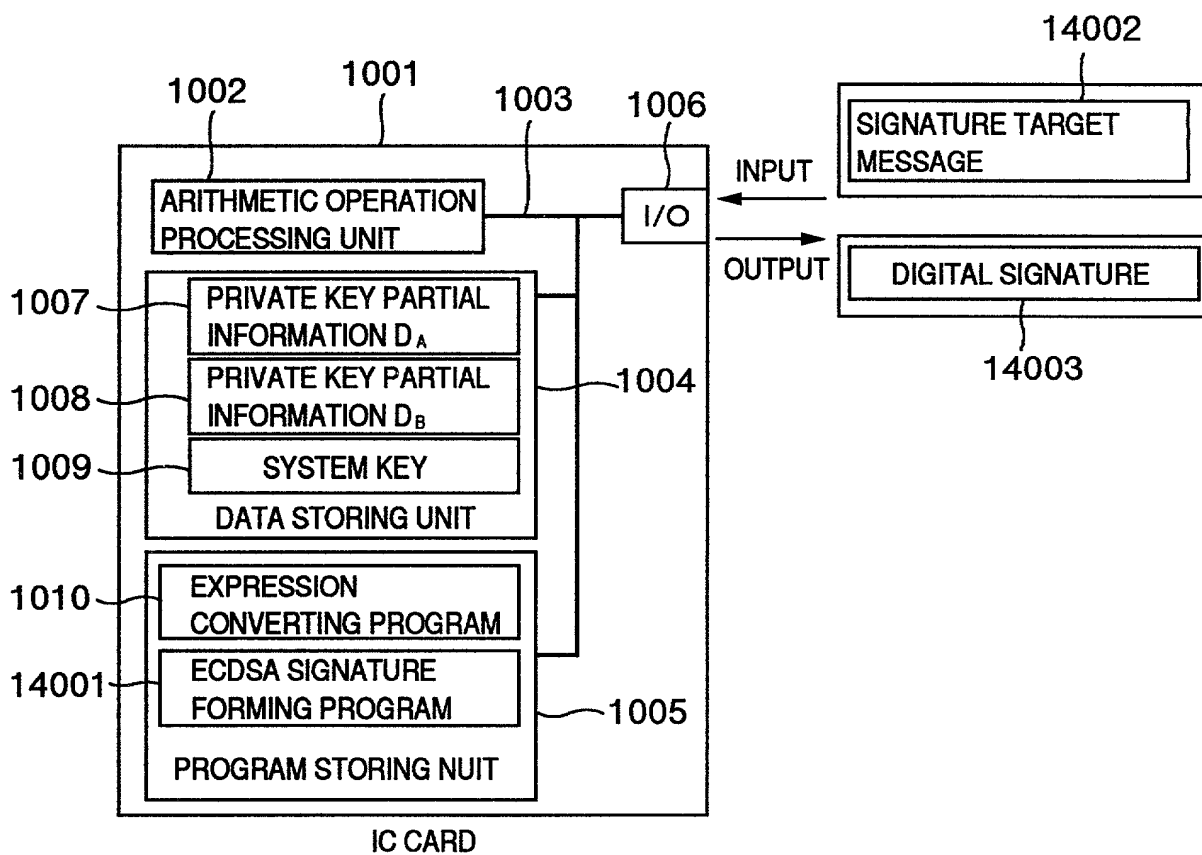 14002
1001
1002
1003
1006
SIGNATURE TARGET
MESSAGE
INPUT
ARITHMETIC OPERATION
PROCESSING UNIT
I/O
OUTPUT
DIGITAL SIGNATURE
1007
PRIVATE KEY PARTIAL
INFORMATION DA
14003
1004
1008
PRIVATE KEY PARTIAL
INFORMATION DB
1009
SYSTEM KEY
DATA STORING UNIT
1010
EXPRESSION
CONVERTING PROGRAM
14001
ECDSA SIGNATURE
FORMING PROGRAM
1005
PROGRAM STORING NUIT
IC CARD